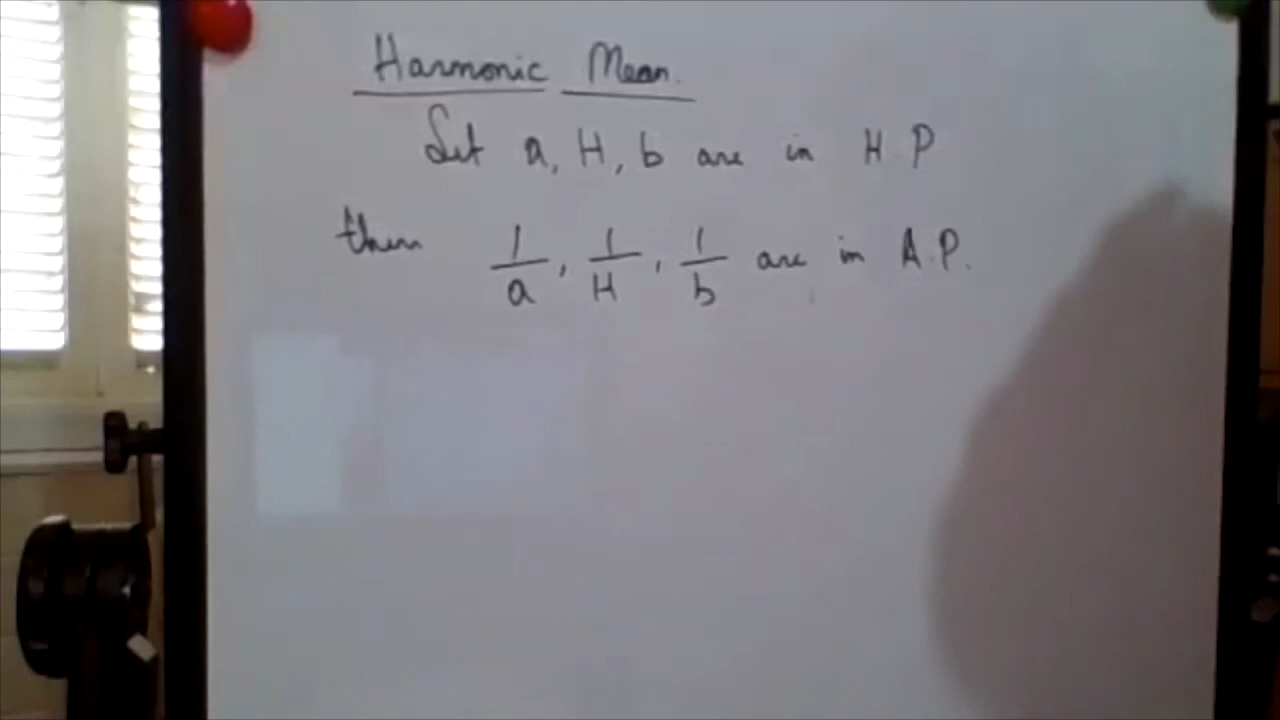 Harmonic Mean.
Let a, H, b are in H.P
then 1/a, 1/H, 1/b are in A.P.